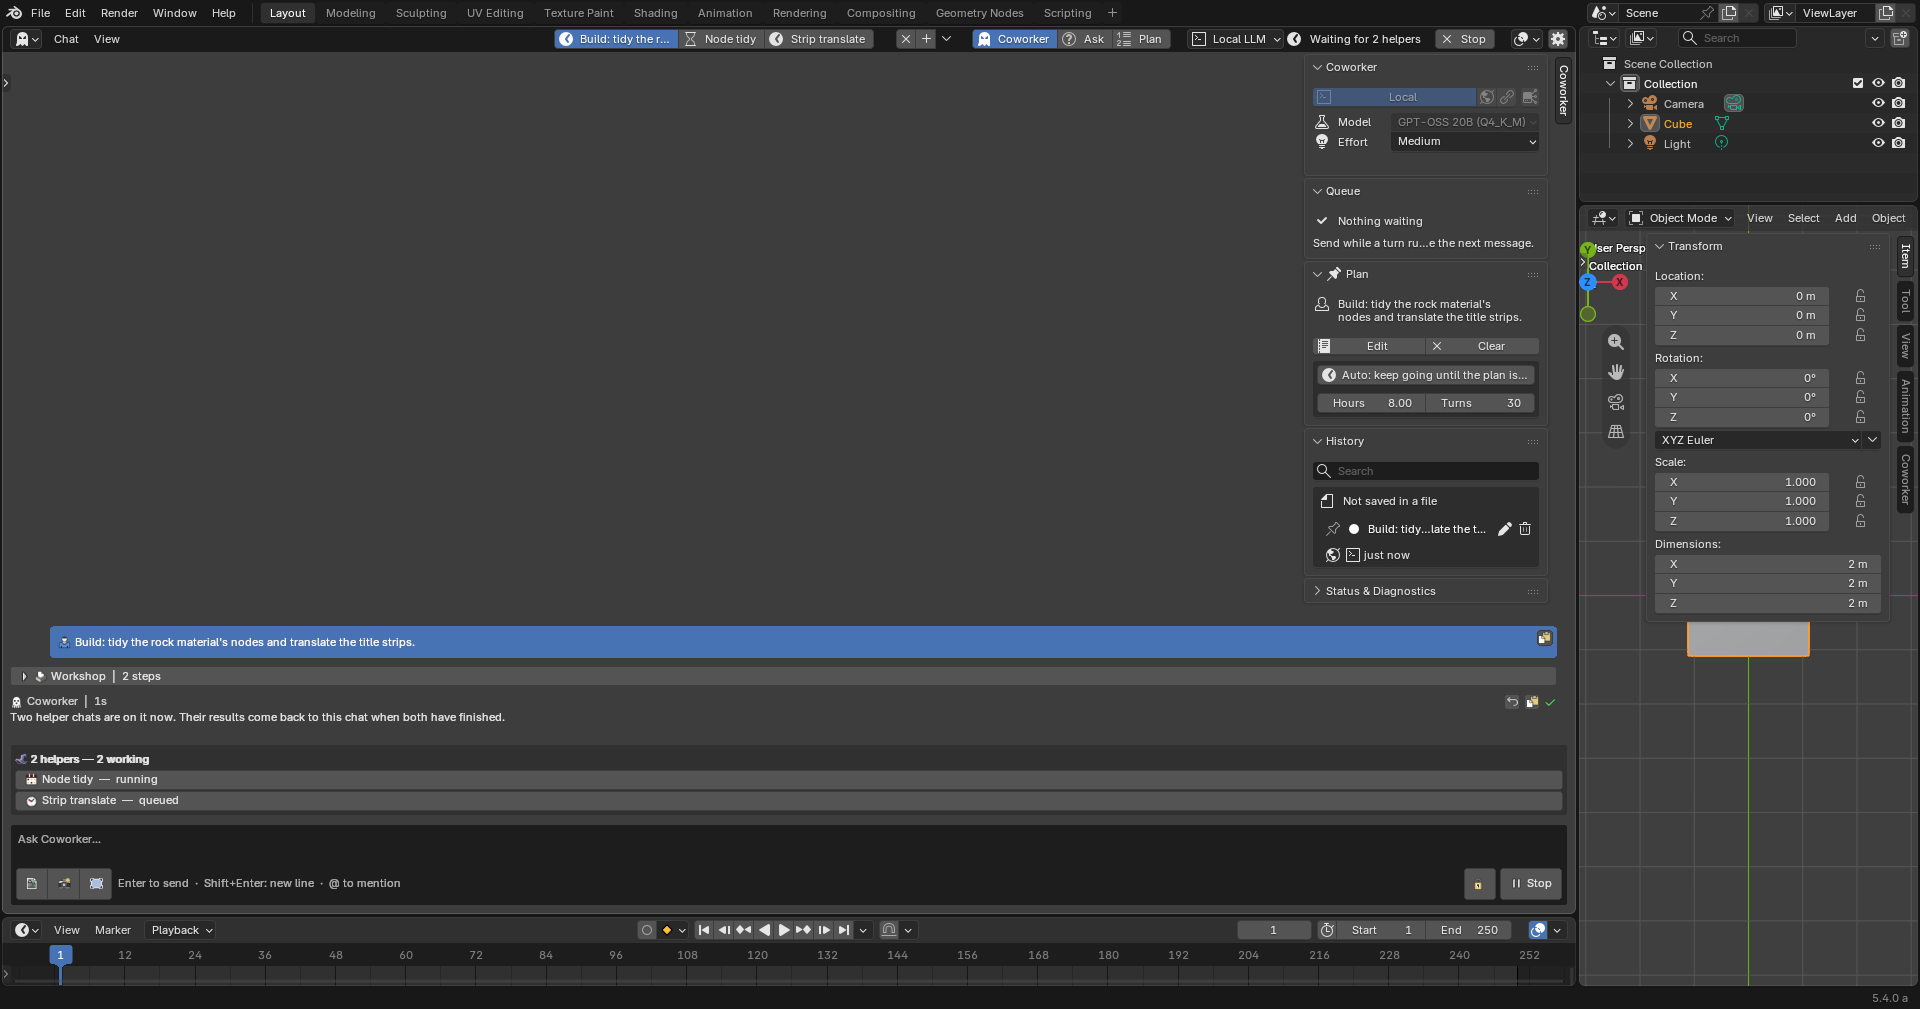 File Edit Render Window Help Layout Modeling Sculpting UV Editing Texture Paint Shading Animation Rendering Compositing Geometry Nodes Scripting + Scene ViewLayer
Chat View Build: tidy the r... Node tidy Strip translate Coworker Ask Plan Local LLM Waiting for 2 helpers Stop
Search
Scene Collection
Collection
Camera
Cube
Light
Coworker
Local
Model GPT-OSS 20B (Q4_K_M)
Effort Medium
Coworker
Queue
Nothing waiting
Send while a turn ru...e the next message.
Plan
Build: tidy the rock material's
nodes and translate the title strips.
Edit Clear
Auto: keep going until the plan is...
Hours 8.00 Turns 30
History
Search
Not saved in a file
Build: tidy...late the t...
just now
Status & Diagnostics
Object Mode View Select Add Object
User Persp
Collection
Y
Z X
Transform
Location:
X 0 m
Y 0 m
Z 0 m
Rotation:
X 0°
Y 0°
Z 0°
XYZ Euler
Scale:
X 1.000
Y 1.000
Z 1.000
Dimensions:
X 2 m
Y 2 m
Z 2 m
Item
Tool
View
Animation
Coworker
Build: tidy the rock material's nodes and translate the title strips.
Workshop | 2 steps
Coworker | 1s
Two helper chats are on it now. Their results come back to this chat when both have finished.
2 helpers — 2 working
Node tidy — running
Strip translate — queued
Ask Coworker...
Enter to send · Shift+Enter: new line · @ to mention
Stop
View Marker Playback 1 Start 1 End 250
1 12 24 36 48 60 72 84 96 108 120 132 144 156 168 180 192 204 216 228 240 252
5.4.0 a